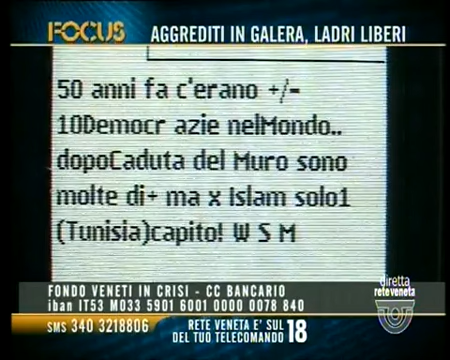 FOCUS
AGGREDITI IN GALERA, LADRI LIBERI
50 anni fa c'erano +/-
10Democr azie nelMondo..
dopoCaduta del Muro sono
molte di+ ma x Islam solo1
(Tunisia)capito! W S M
diretta
reteveneta
FONDO VENETI IN CRISI - CC BANCARIO
iban IT53 M033 5901 6001 0000 0078 840
SMS 340 3218806
RETE VENETA E' SUL
DEL TUO TELECOMANDO 18